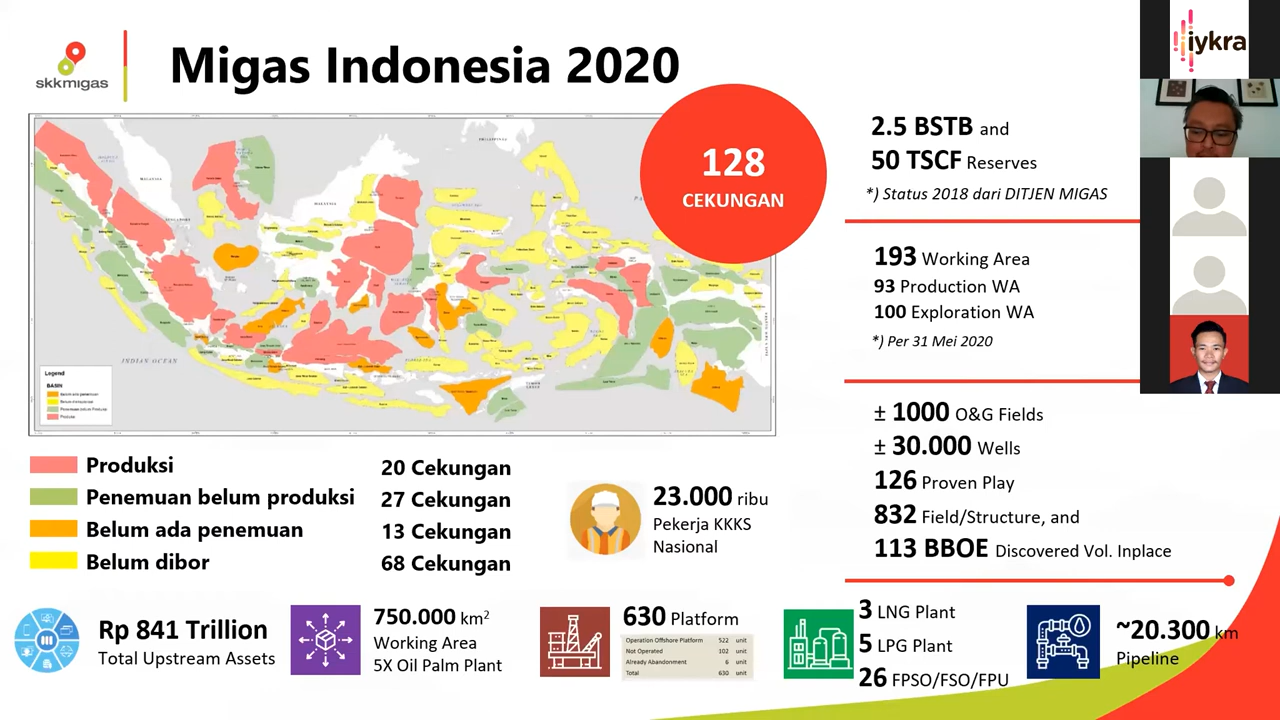 skkmigas
Migas Indonesia 2020
iykra
128
CEKUNGAN
PHILIPPINE
MALAYSIA
INDIAN OCEAN
Legend
BASIN
Belum ada penemuan
Produksi
2.5 BSTB and
50 TSCF Reserves
*) Status 2018 dari DITJEN MIGAS
193 Working Area
93 Production WA
100 Exploration WA
*) Per 31 Mei 2020
± 1000 O&G Fields
± 30.000 Wells
126 Proven Play
832 Field/Structure, and
113 BBOE Discovered Vol. Inplace
Produksi 20 Cekungan
Penemuan belum produksi 27 Cekungan
Belum ada penemuan 13 Cekungan
Belum dibor 68 Cekungan
23.000 ribu
Pekerja KKKS
Nasional
Rp 841 Trillion
Total Upstream Assets
750.000 km²
Working Area
5X Oil Palm Plant
630 Platform
Operation Offshore Platform 522 unit
Not Operated 102 unit
Already Abandonment 6 unit
Total 630 unit
3 LNG Plant
5 LPG Plant
26 FPSO/FSO/FPU
~20.300 km
Pipeline